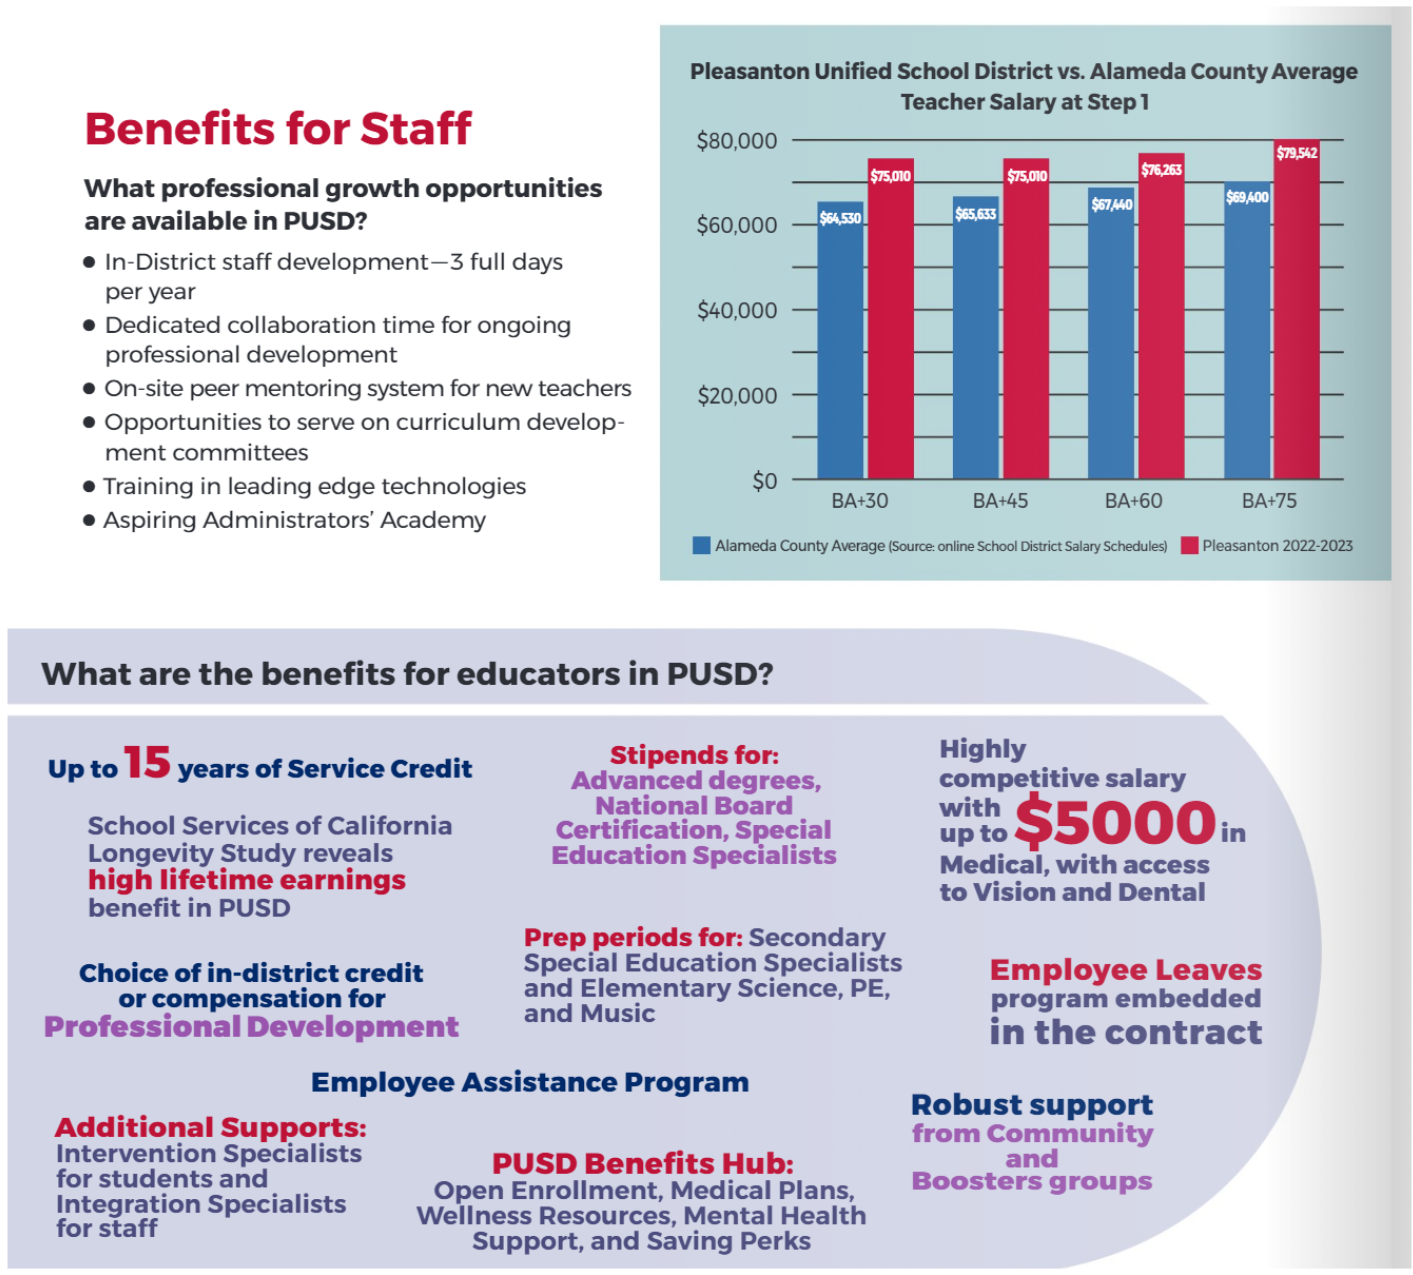 Benefits for Staff
What professional growth opportunities
are available in PUSD?
● In-District staff development—3 full days
per year
● Dedicated collaboration time for ongoing
professional development
● On-site peer mentoring system for new teachers
● Opportunities to serve on curriculum develop-
ment committees
● Training in leading edge technologies
● Aspiring Administrators' Academy
Pleasanton Unified School District vs. Alameda County Average
Teacher Salary at Step 1
$80,000
$60,000
$40,000
$20,000
$0
$64,530
$75,010
$65,633
$75,010
$67,440
$76,263
$69,400
$79,542
BA+30
BA+45
BA+60
BA+75
Alameda County Average (Source: online School District Salary Schedules)
Pleasanton 2022-2023
What are the benefits for educators in PUSD?
Up to 15 years of Service Credit
School Services of California
Longevity Study reveals
high lifetime earnings
benefit in PUSD
Choice of in-district credit
or compensation for
Professional Development
Stipends for:
Advanced degrees,
National Board
Certification, Special
Education Specialists
Prep periods for: Secondary
Special Education Specialists
and Elementary Science, PE,
and Music
Highly
competitive salary
with
up to $5000 in
Medical, with access
to Vision and Dental
Employee Leaves
program embedded
in the contract
Employee Assistance Program
Additional Supports:
Intervention Specialists
for students and
Integration Specialists
for staff
PUSD Benefits Hub:
Open Enrollment, Medical Plans,
Wellness Resources, Mental Health
Support, and Saving Perks
Robust support
from Community
and
Boosters groups